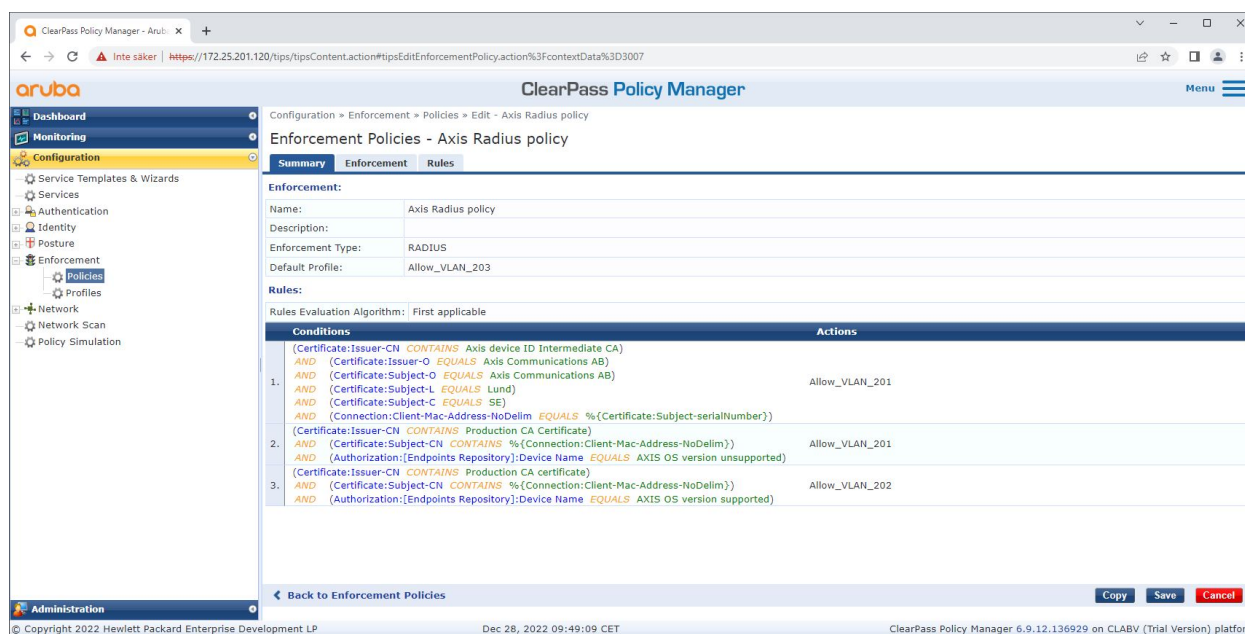 ClearPass Policy Manager - Arub
Inte säker | https://172.25.201.120/tips/tipsContent.action#tipsEditEnforcementPolicy.action%3FcontextData%3D3007
aruba
ClearPass Policy Manager
Menu
Dashboard
Monitoring
Configuration
Service Templates & Wizards
Services
Authentication
Identity
Posture
Enforcement
Policies
Profiles
Network
Network Scan
Policy Simulation
Administration
Configuration » Enforcement » Policies » Edit - Axis Radius policy
Enforcement Policies - Axis Radius policy
Summary Enforcement Rules
Enforcement:
Name: Axis Radius policy
Description:
Enforcement Type: RADIUS
Default Profile: Allow_VLAN_203
Rules:
Rules Evaluation Algorithm: First applicable
Conditions Actions
(Certificate:Issuer-CN CONTAINS Axis device ID Intermediate CA)
AND (Certificate:Issuer-O EQUALS Axis Communications AB)
AND (Certificate:Subject-O EQUALS Axis Communications AB)
1. AND (Certificate:Subject-L EQUALS Lund) Allow_VLAN_201
AND (Certificate:Subject-C EQUALS SE)
AND (Connection:Client-Mac-Address-NoDelim EQUALS %{Certificate:Subject-serialNumber})
(Certificate:Issuer-CN CONTAINS Production CA Certificate)
2. AND (Certificate:Subject-CN CONTAINS %{Connection:Client-Mac-Address-NoDelim}) Allow_VLAN_201
AND (Authorization:[Endpoints Repository]:Device Name EQUALS AXIS OS version unsupported)
(Certificate:Issuer-CN CONTAINS Production CA certificate)
3. AND (Certificate:Subject-CN CONTAINS %{Connection:Client-Mac-Address-NoDelim}) Allow_VLAN_202
AND (Authorization:[Endpoints Repository]:Device Name EQUALS AXIS OS version supported)
Back to Enforcement Policies
Copy Save Cancel
© Copyright 2022 Hewlett Packard Enterprise Development LP Dec 28, 2022 09:49:09 CET ClearPass Policy Manager 6.9.12.136929 on CLABV (Trial Version) platfor